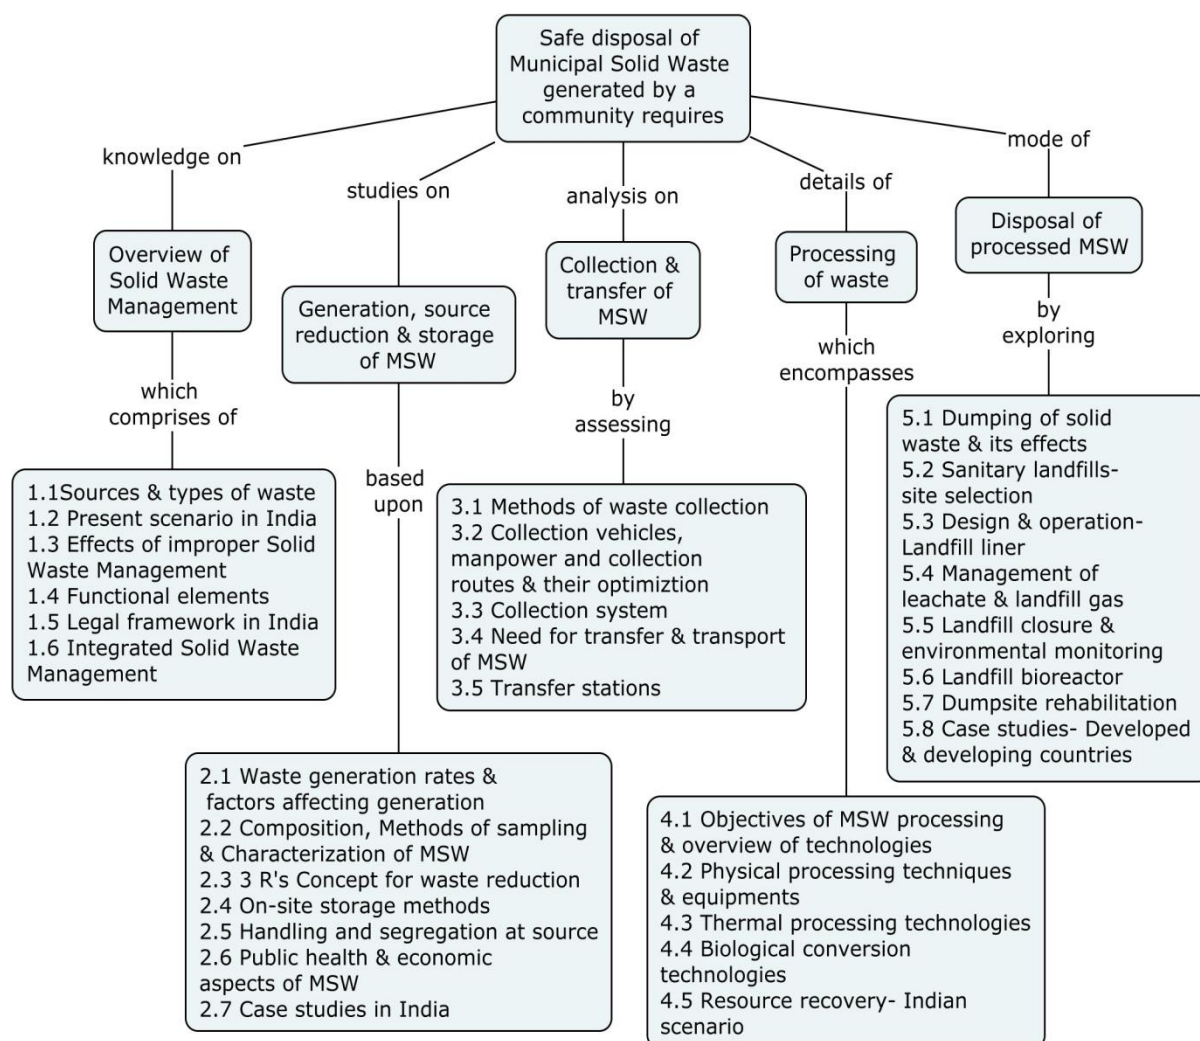 Safe disposal of
Municipal Solid Waste
generated by a
community requires
knowledge on
Overview of
Solid Waste
Management
which
comprises of
1.1Sources & types of waste
1.2 Present scenario in India
1.3 Effects of improper Solid
Waste Management
1.4 Functional elements
1.5 Legal framework in India
1.6 Integrated Solid Waste
Management
studies on
Generation, source
reduction & storage
of MSW
based
upon
2.1 Waste generation rates &
factors affecting generation
2.2 Composition, Methods of sampling
& Characterization of MSW
2.3 3 R's Concept for waste reduction
2.4 On-site storage methods
2.5 Handling and segregation at source
2.6 Public health & economic
aspects of MSW
2.7 Case studies in India
analysis on
Collection &
transfer of
MSW
by
assessing
3.1 Methods of waste collection
3.2 Collection vehicles,
manpower and collection
routes & their optimiztion
3.3 Collection system
3.4 Need for transfer & transport
of MSW
3.5 Transfer stations
details of
Processing
of waste
which
encompasses
4.1 Objectives of MSW processing
& overview of technologies
4.2 Physical processing techniques
& equipments
4.3 Thermal processing technologies
4.4 Biological conversion
technologies
4.5 Resource recovery- Indian
scenario
mode of
Disposal of
processed MSW
by
exploring
5.1 Dumping of solid
waste & its effects
5.2 Sanitary landfills-
site selection
5.3 Design & operation-
Landfill liner
5.4 Management of
leachate & landfill gas
5.5 Landfill closure &
environmental monitoring
5.6 Landfill bioreactor
5.7 Dumpsite rehabilitation
5.8 Case studies- Developed
& developing countries